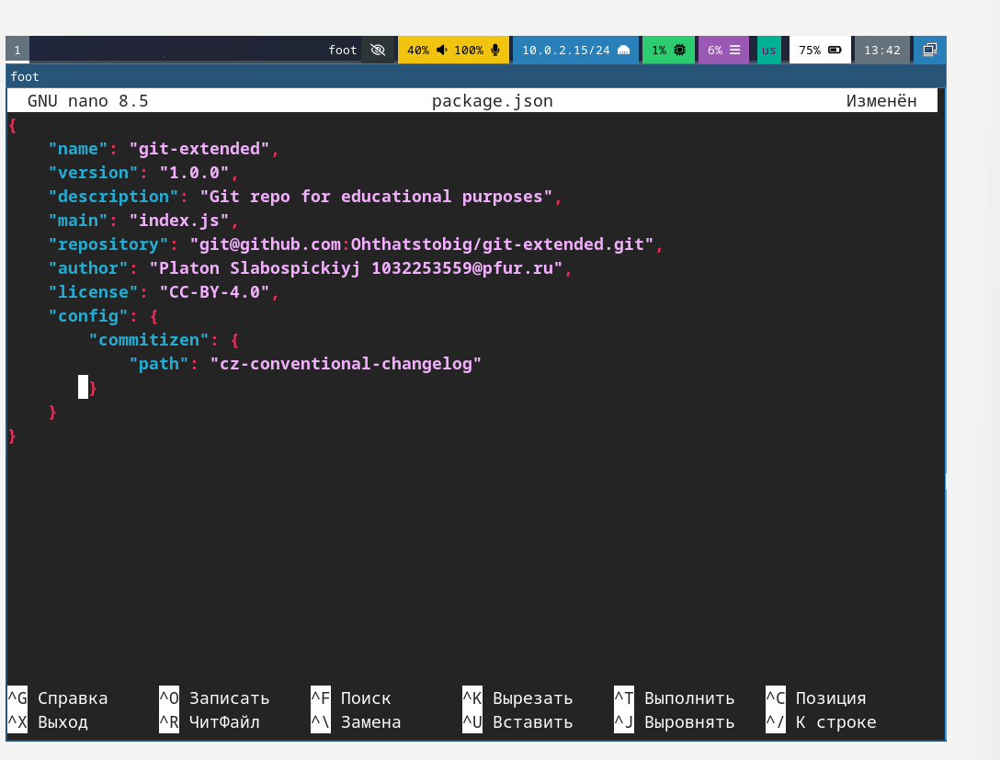 1 foot 40% 100% 10.0.2.15/24 1% 6% us 75% 13:42
foot
GNU nano 8.5 package.json Изменён
{
    "name": "git-extended",
    "version": "1.0.0",
    "description": "Git repo for educational purposes",
    "main": "index.js",
    "repository": "git@github.com:Ohthatstobig/git-extended.git",
    "author": "Platon Slabospickiyj 1032253559@pfur.ru",
    "license": "CC-BY-4.0",
    "config": {
        "commitizen": {
            "path": "cz-conventional-changelog"
        }
    }
}
^G Справка ^O Записать ^F Поиск ^K Вырезать ^T Выполнить ^C Позиция
^X Выход ^R ЧитФайл ^\ Замена ^U Вставить ^J Выровнять ^/ К строке